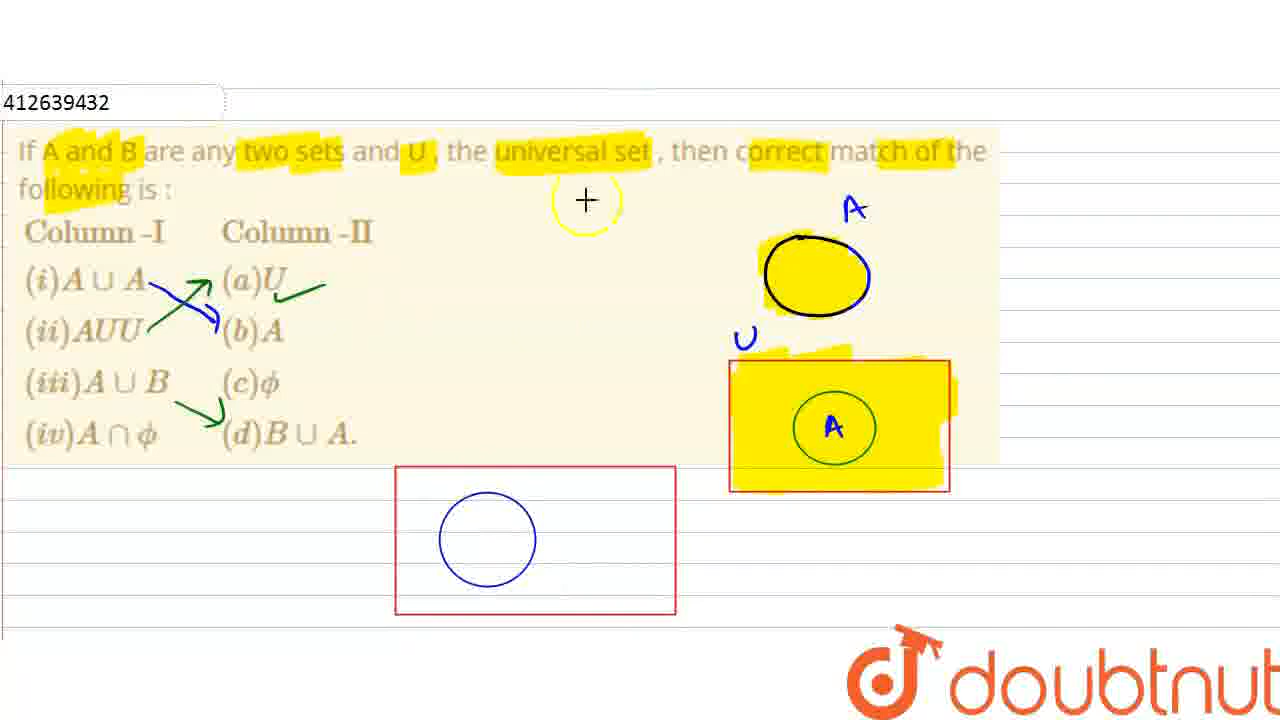 412639432
If A and B are any two sets and U , the universal set , then correct match of the
following is :
Column -I Column -II
(i)A ∪ A (a)U
(ii)AUU (b)A
(iii)A ∪ B (c)ϕ
(iv)A ∩ ϕ (d)B ∪ A.
A
U
A
doubtnut